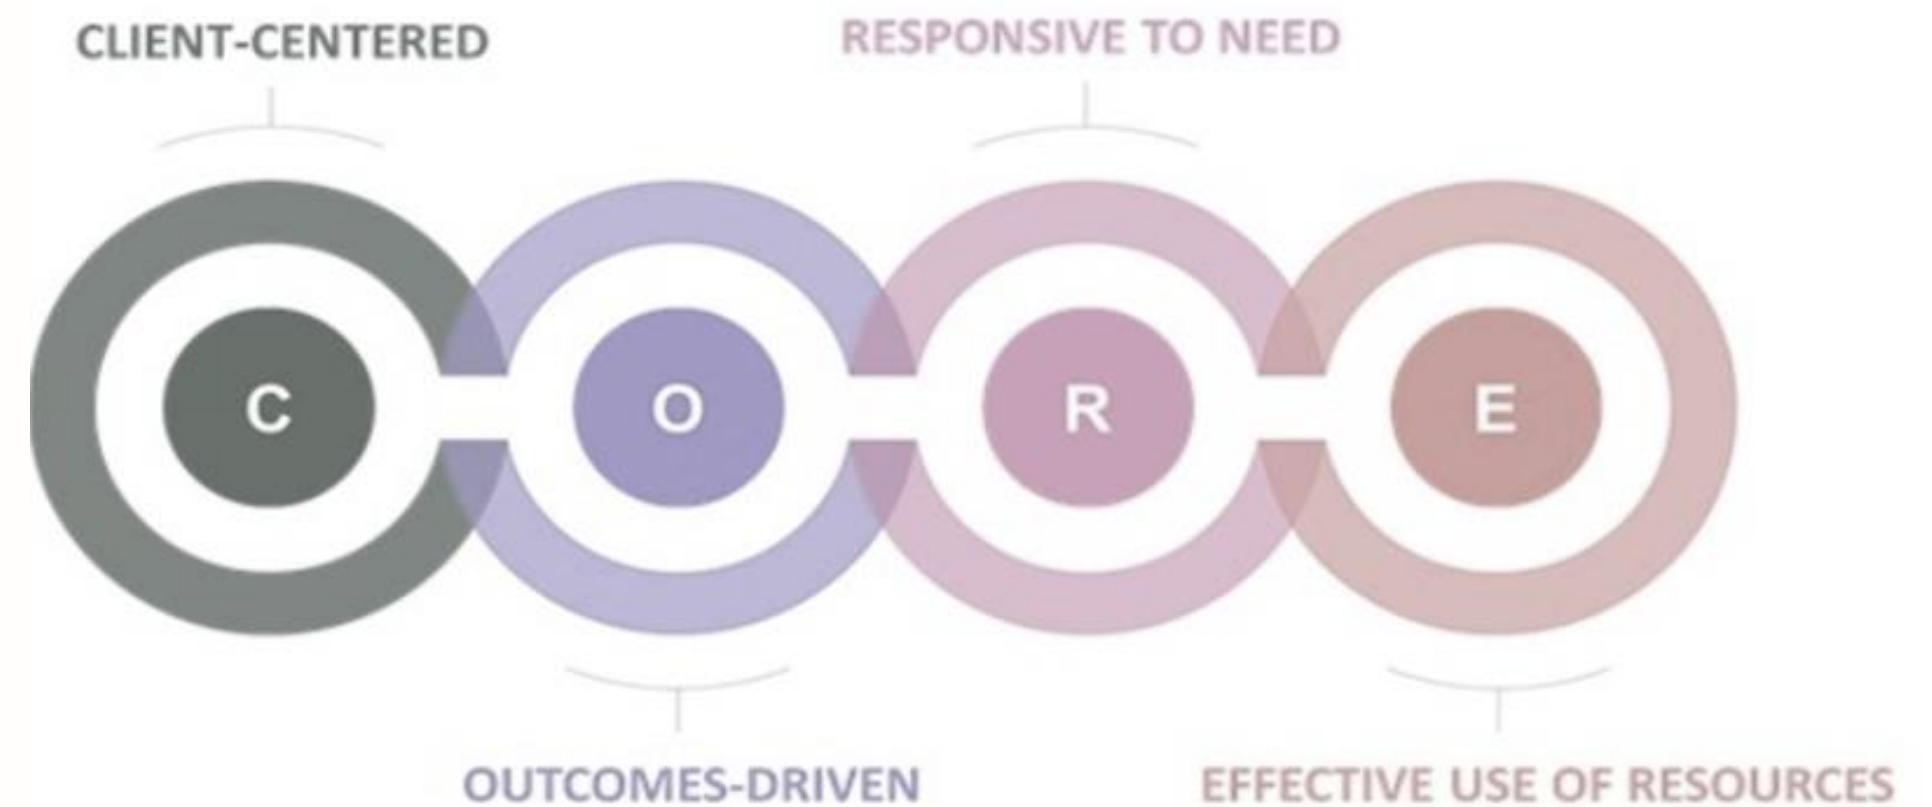 CLIENT-CENTERED
RESPONSIVE TO NEED
C O R E
OUTCOMES-DRIVEN
EFFECTIVE USE OF RESOURCES